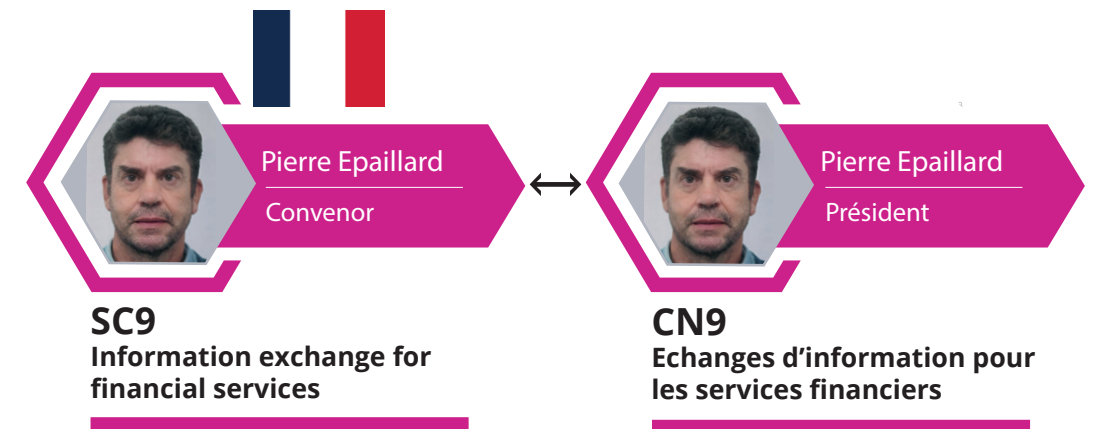 Pierre Epaillard
Convenor
SC9
Information exchange for
financial services
Pierre Epaillard
Président
CN9
Echanges d’information pour
les services financiers